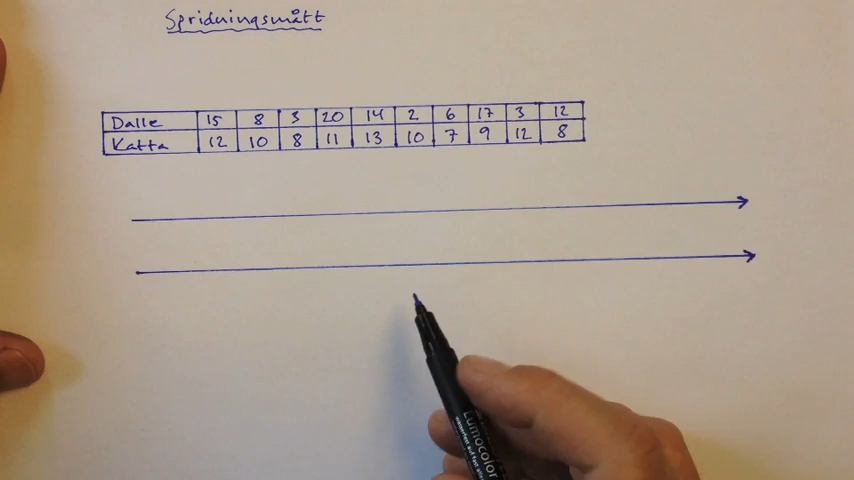 Spridningsmått
Dalle 15 8 3 20 14 2 6 17 3 12
Katta 12 10 8 11 13 10 7 9 12 8
Lumocolor